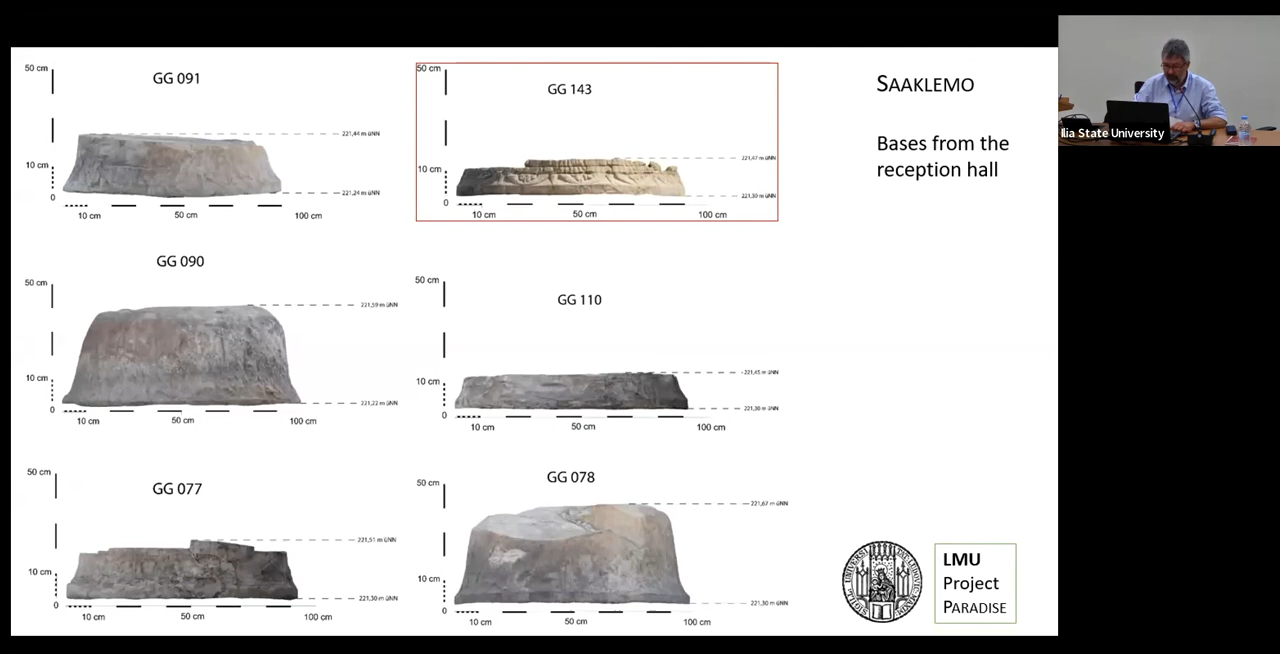 50 cm
GG 091
221,44 m üNN
10 cm
221,24 m üNN
0
10 cm
50 cm
100 cm
50 cm
GG 143
221,47 m üNN
10 cm
221,30 m üNN
0
10 cm
50 cm
100 cm
SAAKLEMO
Bases from the
reception hall
Ilia State University
GG 090
50 cm
221,59 m üNN
10 cm
221,22 m üNN
0
10 cm
50 cm
100 cm
50 cm
GG 110
221,45 m üNN
10 cm
221,30 m üNN
0
10 cm
50 cm
100 cm
50 cm
GG 077
221,51 m üNN
10 cm
221,30 m üNN
0
10 cm
50 cm
100 cm
GG 078
50 cm
221,67 m üNN
10 cm
221,30 m üNN
0
10 cm
50 cm
100 cm
LMU
Project
PARADISE